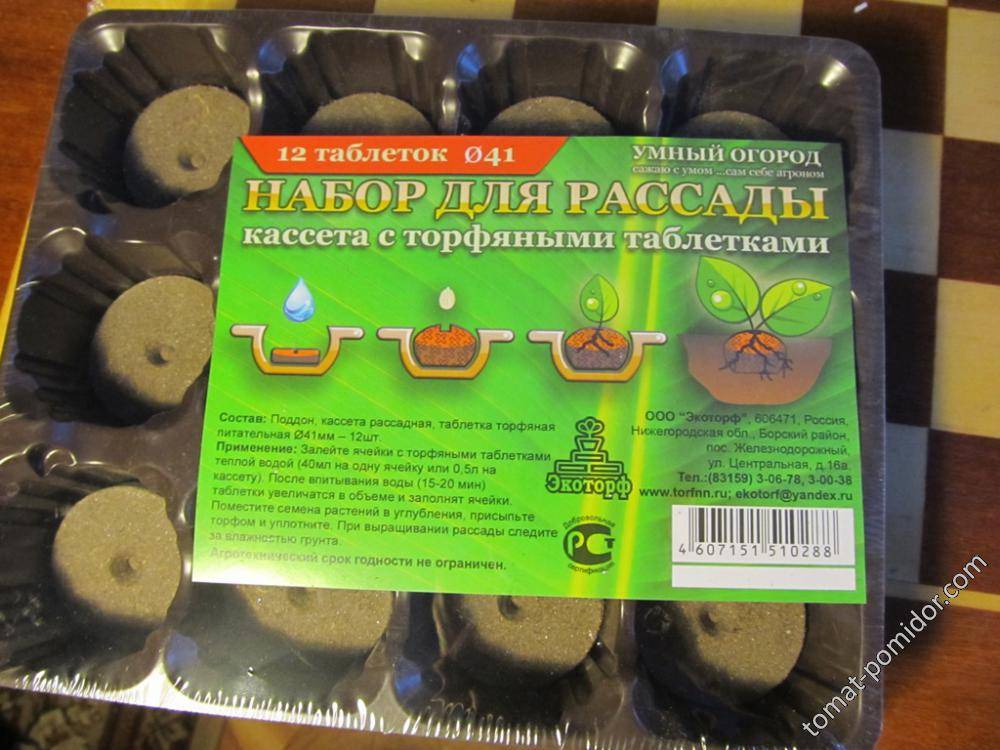 12 таблеток Ø41
УМНЫЙ ОГОРОД
сажаю с умом ...сам себе агроном
НАБОР ДЛЯ РАССАДЫ
кассета с торфяными таблетками
Состав: Поддон, кассета рассадная, таблетка торфяная
питательная Ø41мм – 12шт.
Применение: Залейте ячейки с торфяными таблетками
теплой водой (40мл на одну ячейку или 0,5л на
кассету). После впитывания воды (15-20 мин)
таблетки увеличатся в объеме и заполнят ячейки.
Поместите семена растений в углубления, присыпьте
торфом и уплотните. При выращивании рассады следите
за влажностью грунта.
Агротехнический срок годности не ограничен.
Экоторф
Добровольная
РСТ
сертификация
ООО "Экоторф", 606471, Россия,
Нижегородская обл., Борский район,
пос. Железнодорожный,
ул. Центральная, д.16в.
Тел.:(83159) 3-06-78, 3-00-38
www.torfnn.ru; ekotorf@yandex.ru
4 607151 510288
tomat-pomidor.com